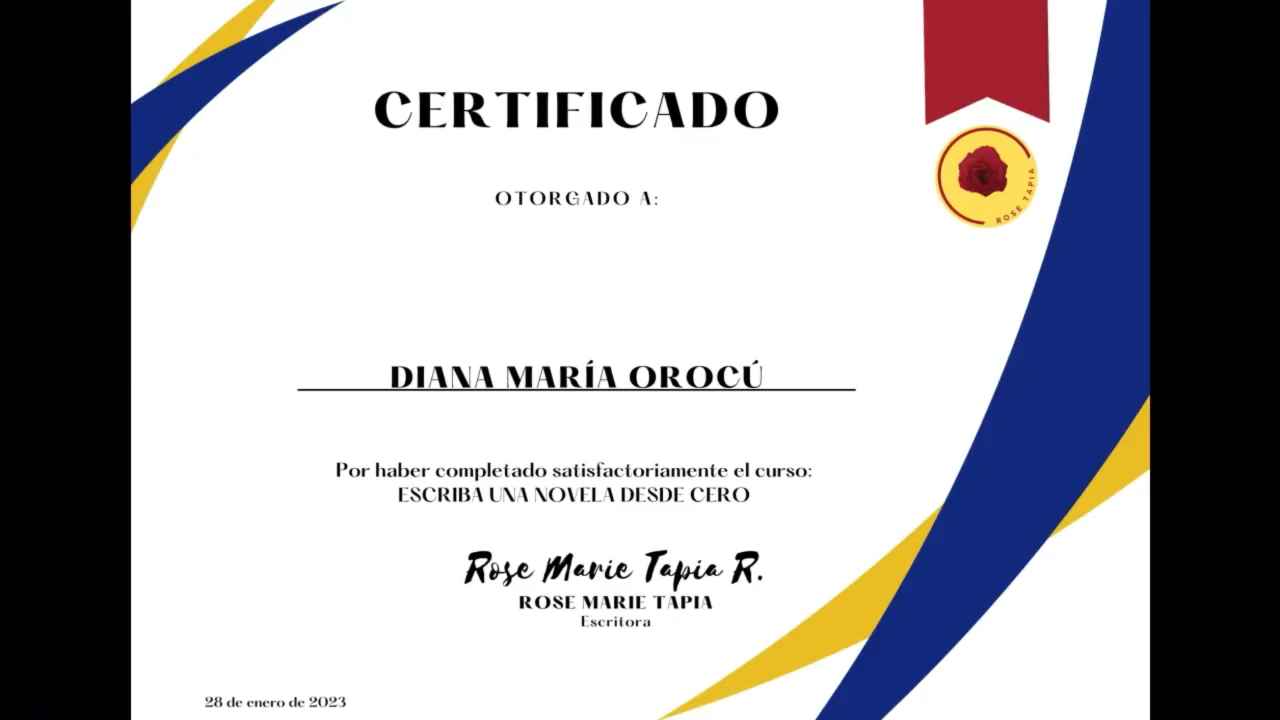 CERTIFICADO
ROSE TAPIA
OTORGADO A:
DIANA MARÍA OROCÚ
Por haber completado satisfactoriamente el curso:
ESCRIBA UNA NOVELA DESDE CERO
Rose Marie Tapia R.
ROSE MARIE TAPIA
Escritora
28 de enero de 2023